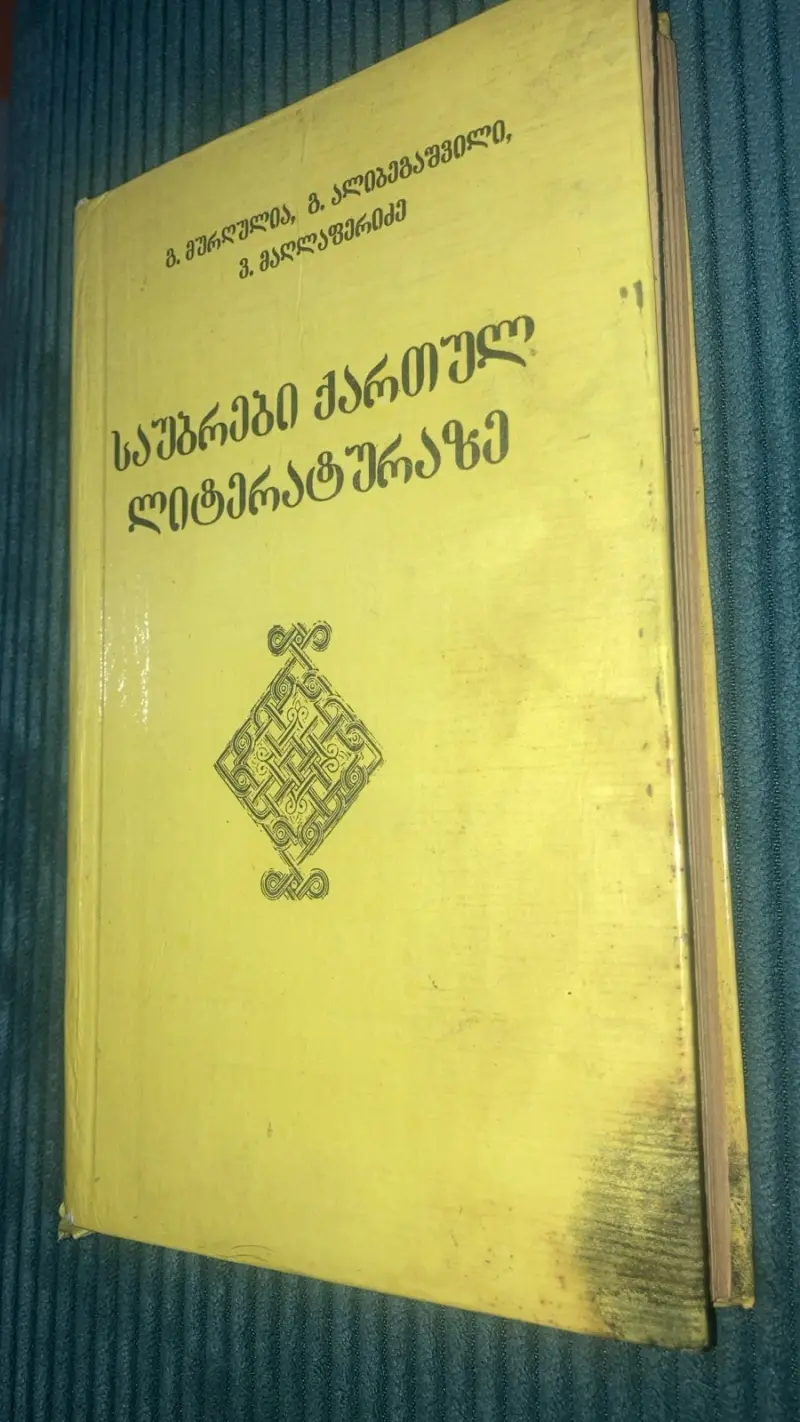 გ. მურღულია, გ. ალიბეგაშვილი,
ვ. მაღლაფერიძე
საუბრები ქართულ
ლიტერატურაზე